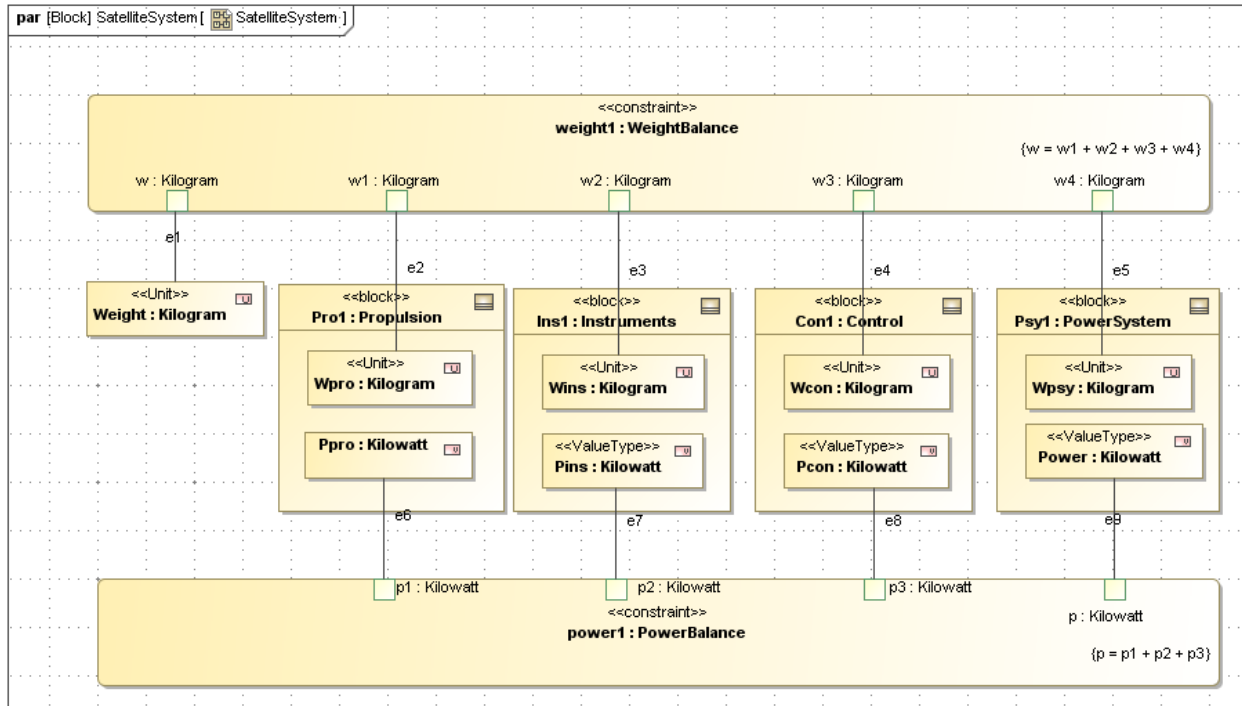 par [Block] SatelliteSystem [ SatelliteSystem ]
<<constraint>>
weight1 : WeightBalance
{w = w1 + w2 + w3 + w4}
w : Kilogram
w1 : Kilogram
w2 : Kilogram
w3 : Kilogram
w4 : Kilogram
e1
e2
e3
e4
e5
<<Unit>>
Weight : Kilogram
<<block>>
Pro1 : Propulsion
<<Unit>>
Wpro : Kilogram
Ppro : Kilowatt
<<block>>
Ins1 : Instruments
<<Unit>>
Wins : Kilogram
<<ValueType>>
Pins : Kilowatt
<<block>>
Con1 : Control
<<Unit>>
Wcon : Kilogram
<<ValueType>>
Pcon : Kilowatt
<<block>>
Psy1 : PowerSystem
<<Unit>>
Wpsy : Kilogram
<<ValueType>>
Power : Kilowatt
e6
e7
e8
e9
p1 : Kilowatt
p2 : Kilowatt
p3 : Kilowatt
p : Kilowatt
<<constraint>>
power1 : PowerBalance
{p = p1 + p2 + p3}